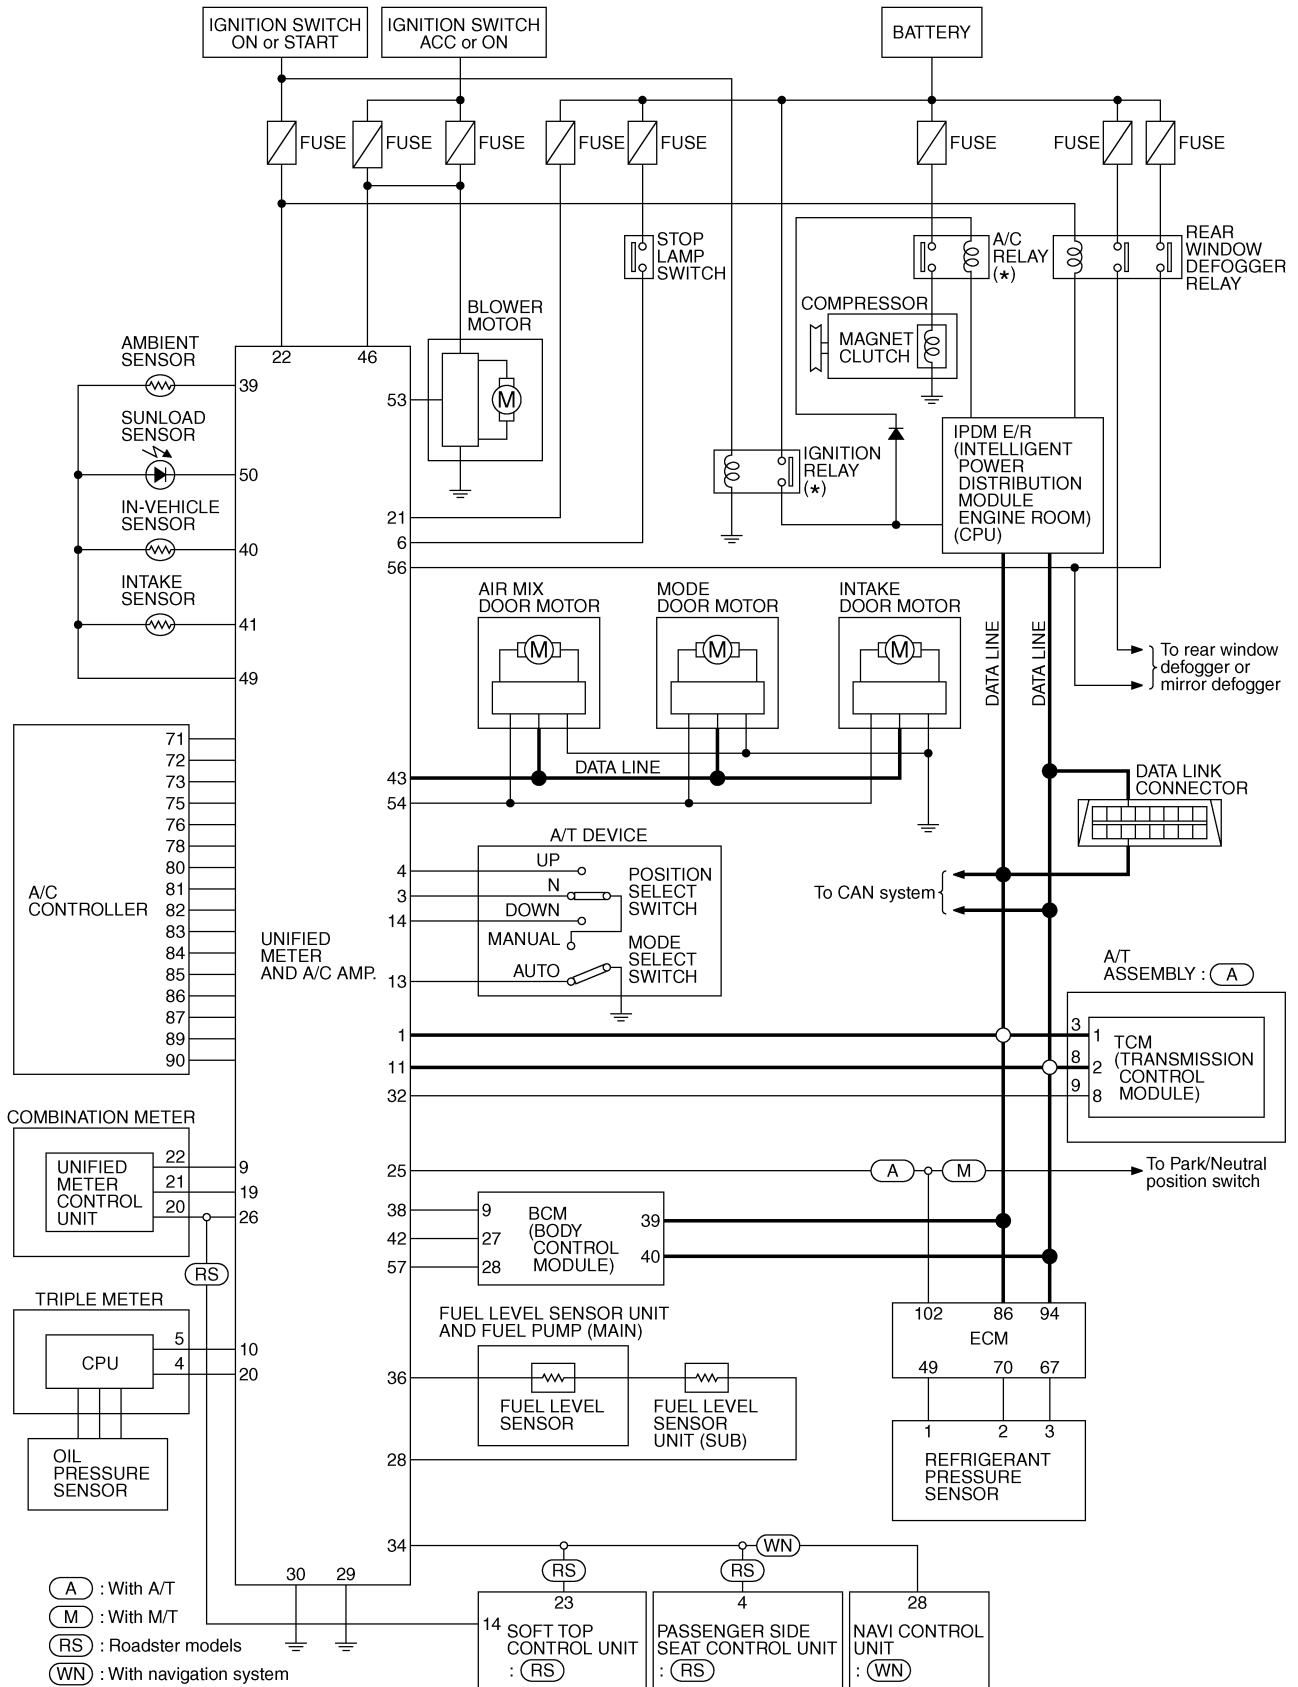 IGNITION SWITCH
ON or START
IGNITION SWITCH
ACC or ON
BATTERY
FUSE
FUSE
FUSE
FUSE
FUSE
FUSE
FUSE
FUSE
STOP
LAMP
SWITCH
A/C
RELAY
(*)
REAR
WINDOW
DEFOGGER
RELAY
BLOWER
MOTOR
M
COMPRESSOR
MAGNET
CLUTCH
AMBIENT
SENSOR
SUNLOAD
SENSOR
IN-VEHICLE
SENSOR
INTAKE
SENSOR
22
46
39
50
40
41
49
53
21
6
56
IGNITION
RELAY
(*)
IPDM E/R
(INTELLIGENT
POWER
DISTRIBUTION
MODULE
ENGINE ROOM)
(CPU)
AIR MIX
DOOR MOTOR
M
MODE
DOOR MOTOR
M
INTAKE
DOOR MOTOR
M
DATA LINE
DATA LINE
To rear window
defogger or
mirror defogger
71
72
73
75
76
78
80
81
82
83
84
85
86
87
89
90
A/C
CONTROLLER
UNIFIED
METER
AND A/C AMP.
43
54
DATA LINE
DATA LINK
CONNECTOR
A/T DEVICE
4
3
14
13
UP
N
DOWN
MANUAL
AUTO
POSITION
SELECT
SWITCH
MODE
SELECT
SWITCH
To CAN system
A/T
ASSEMBLY : A
1
11
32
3
8
9
1
2
8
TCM
(TRANSMISSION
CONTROL
MODULE)
COMBINATION METER
UNIFIED
METER
CONTROL
UNIT
22
21
20
9
19
26
RS
25
A
M
To Park/Neutral
position switch
38
42
57
9
27
28
BCM
(BODY
CONTROL
MODULE)
39
40
TRIPLE METER
CPU
5
4
10
20
OIL
PRESSURE
SENSOR
FUEL LEVEL SENSOR UNIT
AND FUEL PUMP (MAIN)
36
28
FUEL LEVEL
SENSOR
FUEL LEVEL
SENSOR
UNIT (SUB)
102
86
94
ECM
49
70
67
1
2
3
REFRIGERANT
PRESSURE
SENSOR
34
WN
RS
RS
30
29
A : With A/T
M : With M/T
RS : Roadster models
WN : With navigation system
14
23
SOFT TOP
CONTROL UNIT
: RS
4
PASSENGER SIDE
SEAT CONTROL UNIT
: RS
28
NAVI CONTROL
UNIT
: WN